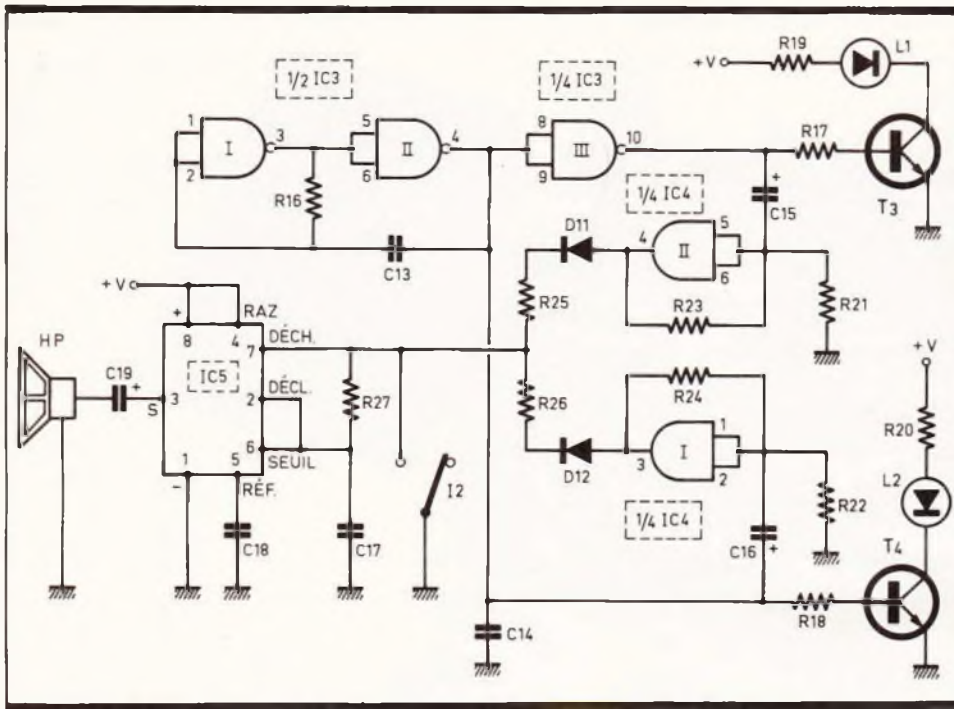 R19
L1
+V
1/2 IC3
1/4 IC3
1
2
I
3
5
6
II
4
8
9
III
10
R17
T3
R16
C13
1/4 IC4
C15
D11
4
II
5
6
R25
R23
R21
+V
RAZ
+
8
4
DÉCH.
7
HP
C19
+
S
3
IC5
DÉCL.
2
R27
6
SEUIL
1
-
5
RÉF.
C18
C17
I2
R26
R24
D12
3
I
1
2
1/4 IC4
R22
C16
+
+V
R20
L2
T4
R18
C14
+